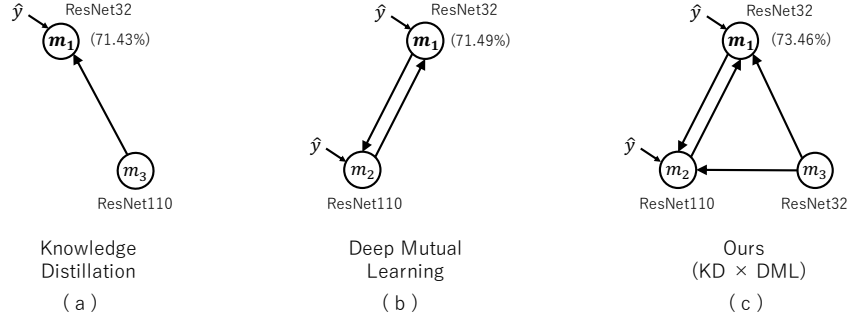 ŷ
ResNet32
m₁
(71.43%)
m₃
ResNet110
Knowledge
Distillation
(a)
ŷ
ResNet32
m₁
(71.49%)
ŷ
m₂
ResNet110
Deep Mutual
Learning
(b)
ŷ
ResNet32
m₁
(73.46%)
ŷ
m₂
m₃
ResNet110
ResNet32
Ours
(KD × DML)
(c)